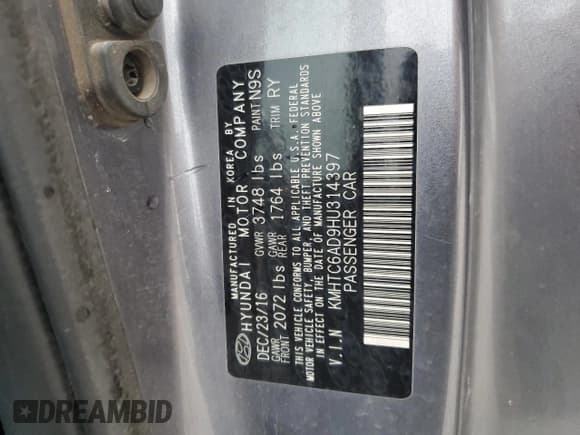 MANUFACTURED IN KOREA BY
HYUNDAI MOTOR COMPANY
DEC/23/16 GVWR 3748 lbs PAINT N9S
GAWR FRONT 2072 lbs GAWR REAR 1764 lbs TRIM RY
THIS VEHICLE CONFORMS TO ALL APPLICABLE U.S.A. FEDERAL
MOTOR VEHICLE SAFETY, BUMPER, AND THEFT PREVENTION STANDARDS
IN EFFECT ON THE DATE OF MANUFACTURE SHOWN ABOVE
V.I.N KMHTC6AD9HU314397
PASSENGER CAR
DREAMBID